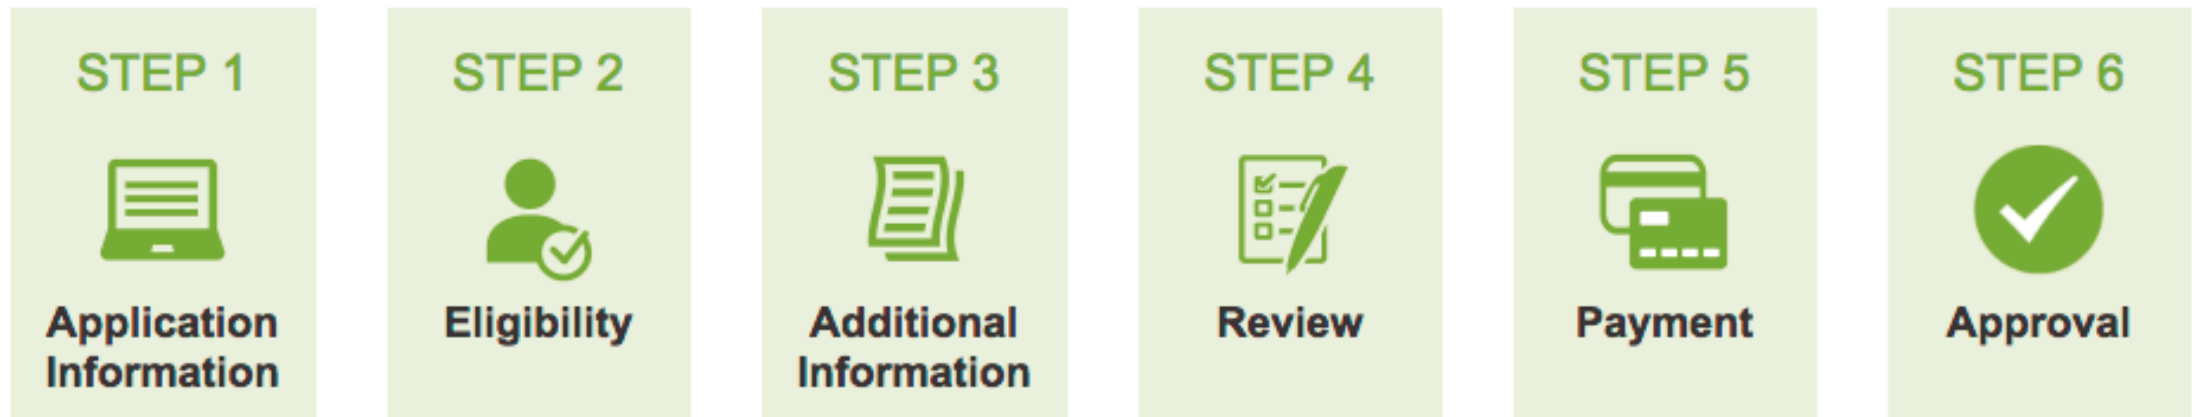 STEP 1
Application
Information
STEP 2
Eligibility
STEP 3
Additional
Information
STEP 4
Review
STEP 5
Payment
STEP 6
Approval